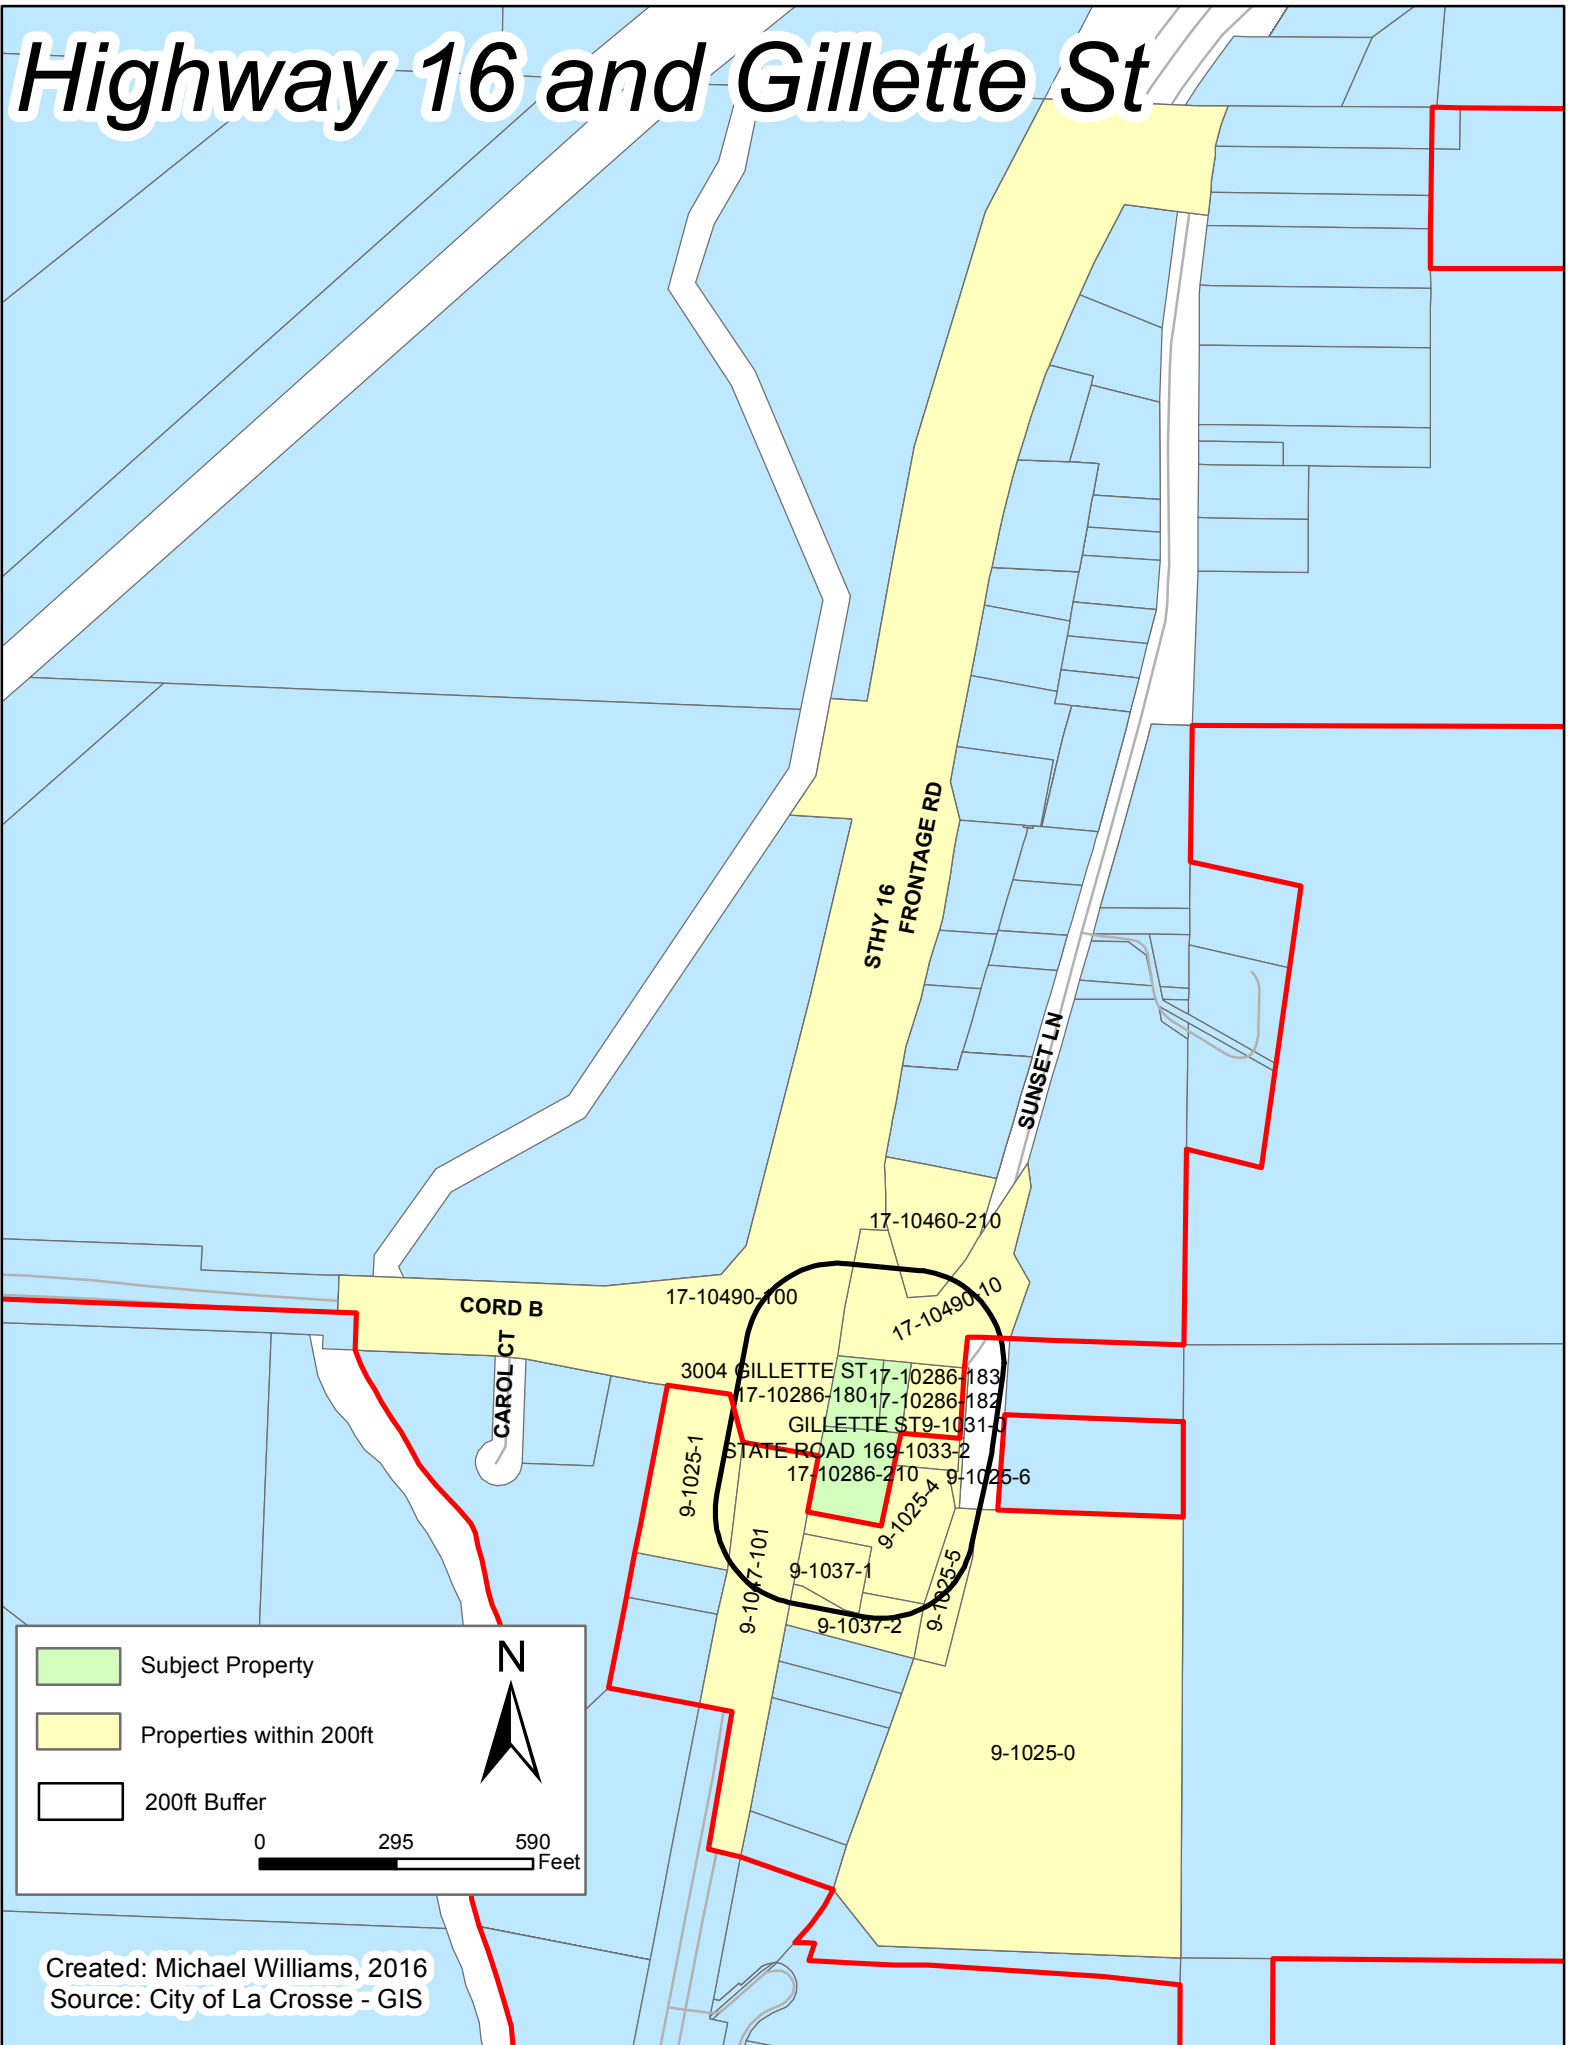 Highway 16 and Gillette St
STHY 16
FRONTAGE RD
SUNSET LN
17-10460-210
17-10490-100
17-10490-10
CORD B
CAROL CT
3004 GILLETTE ST
17-10286-183
17-10286-180
17-10286-182
GILLETTE ST
9-1031-0
STATE ROAD 16
9-1033-2
17-10286-210
9-1025-6
9-1025-1
9-1025-4
9-1047-101
9-1037-1
9-1025-5
9-1037-2
9-1025-0
Subject Property
Properties within 200ft
200ft Buffer
N
0 295 590
Feet
Created: Michael Williams, 2016
Source: City of La Crosse - GIS